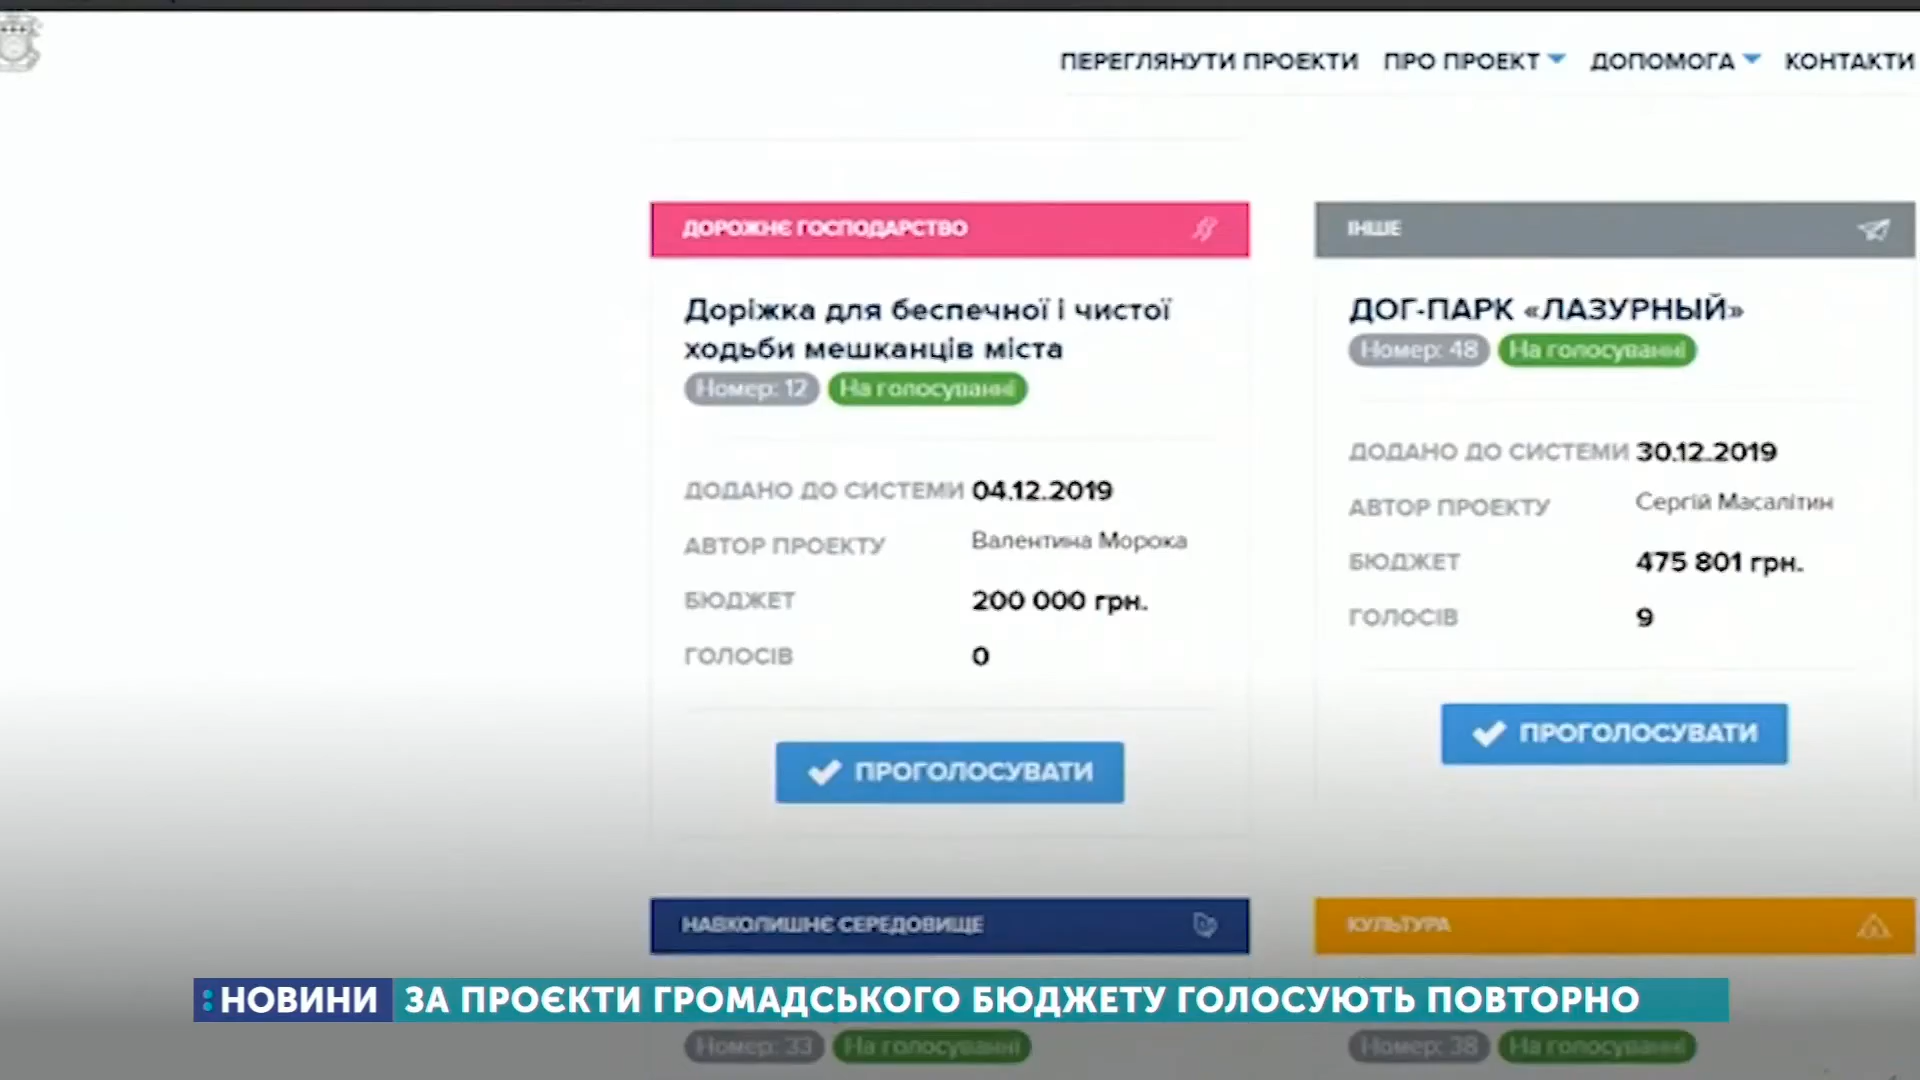 ПЕРЕГЛЯНУТИ ПРОЕКТИ ПРО ПРОЕКТ ДОПОМОГА КОНТАКТИ
ДОРОЖНЄ ГОСПОДАРСТВО
Доріжка для беспечної і чистої
ходьби мешканців міста
Номер: 12 На голосуванні
ДОДАНО ДО СИСТЕМИ 04.12.2019
АВТОР ПРОЕКТУ Валентина Морока
БЮДЖЕТ 200 000 грн.
ГОЛОСІВ 0
ПРОГОЛОСУВАТИ
ІНШЕ
ДОГ-ПАРК «ЛАЗУРНЫЙ»
Номер: 48 На голосуванні
ДОДАНО ДО СИСТЕМИ 30.12.2019
АВТОР ПРОЕКТУ Сергій Масалітин
БЮДЖЕТ 475 801 грн.
ГОЛОСІВ 9
ПРОГОЛОСУВАТИ
НАВКОЛИШНЄ СЕРЕДОВИЩЕ
КУЛЬТУРА
НОВИНИ ЗА ПРОЄКТИ ГРОМАДСЬКОГО БЮДЖЕТУ ГОЛОСУЮТЬ ПОВТОРНО
Номер: 33 На голосуванні
Номер: 38 На голосуванні